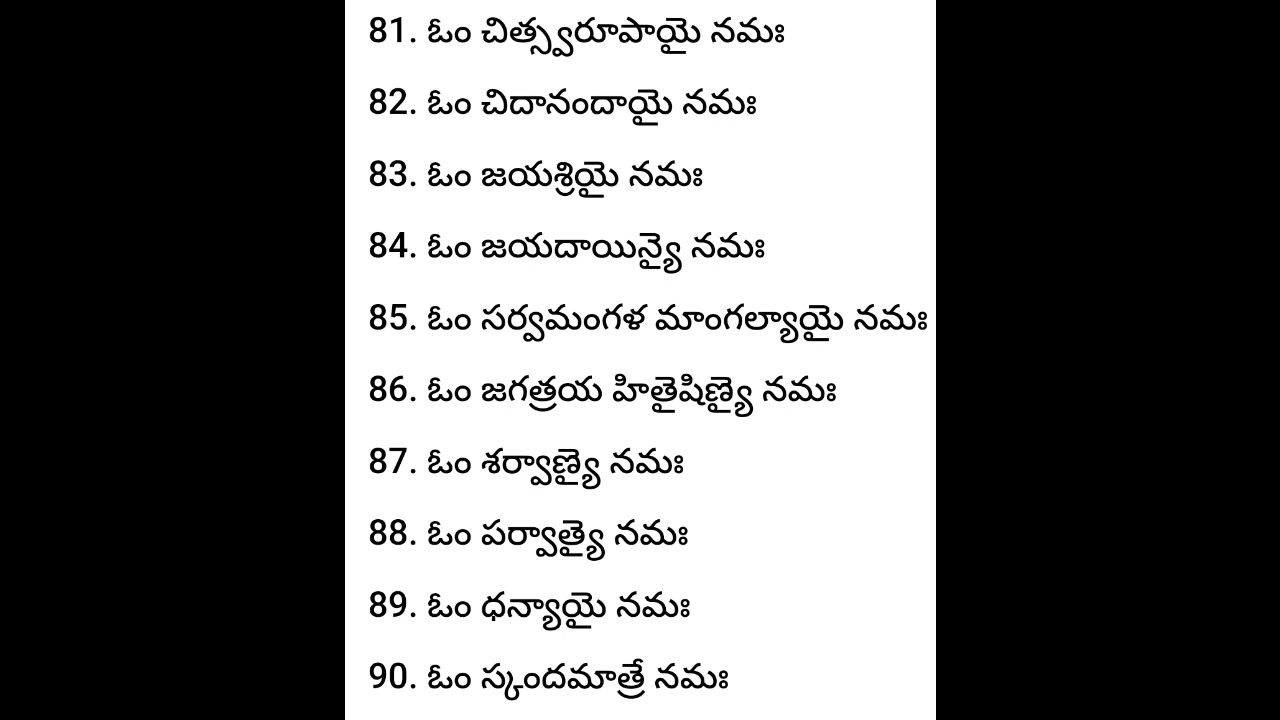 81. ఓం చిత్స్వరూపాయై నమః
82. ఓం చిదానందాయై నమః
83. ఓం జయశ్రియై నమః
84. ఓం జయదాయిన్యై నమః
85. ఓం సర్వమంగళ మాంగల్యాయై నమః
86. ఓం జగత్రయ హితైషిణ్యై నమః
87. ఓం శర్వాణ్యై నమః
88. ఓం పర్వాత్యై నమః
89. ఓం ధన్యాయై నమః
90. ఓం స్కందమాత్రే నమః